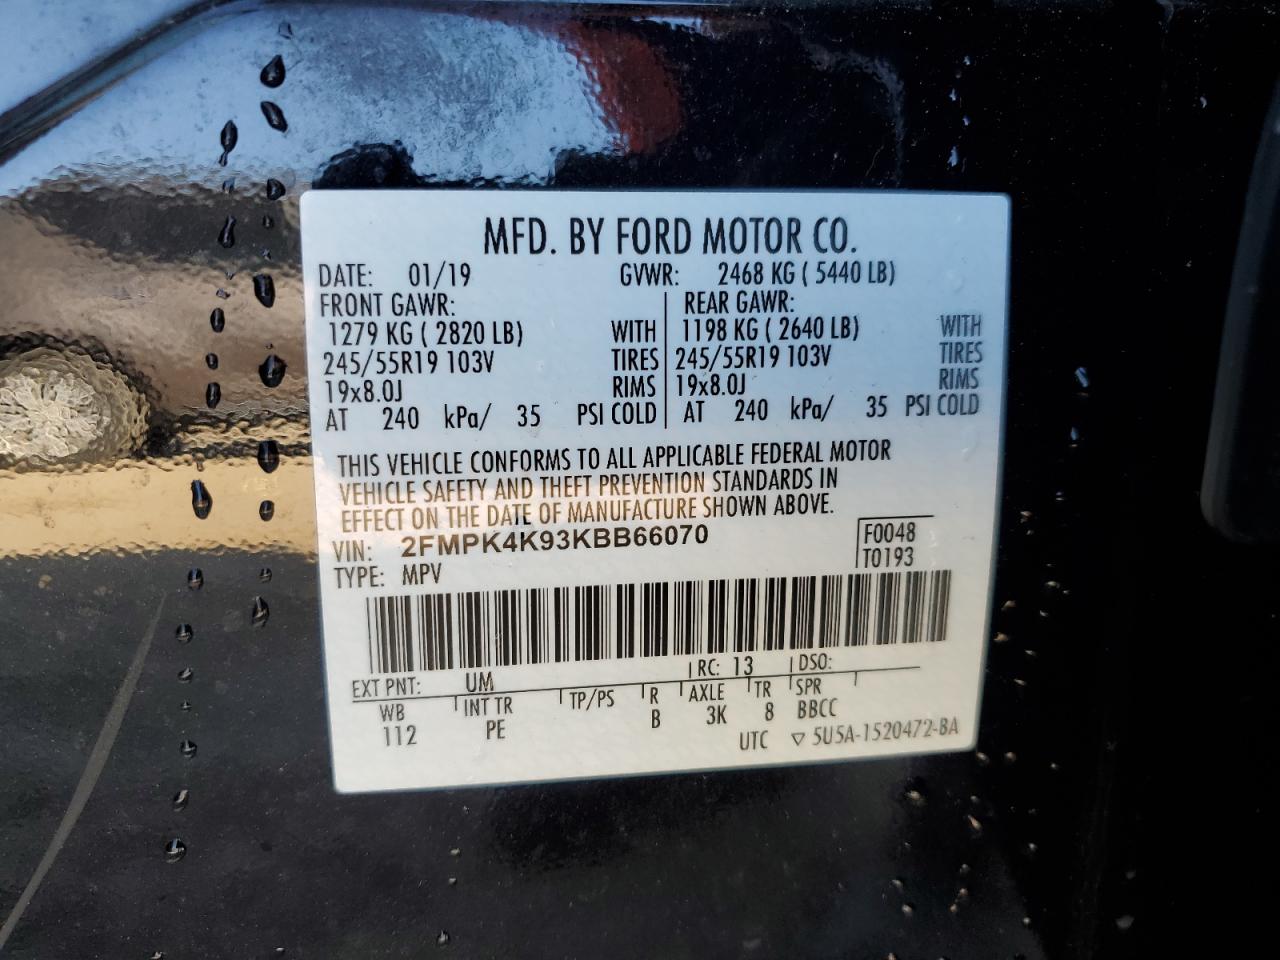 MFD. BY FORD MOTOR CO.
DATE: 01/19 GVWR: 2468 KG ( 5440 LB)
FRONT GAWR: REAR GAWR:
1279 KG ( 2820 LB) WITH 1198 KG ( 2640 LB) WITH
245/55R19 103V TIRES 245/55R19 103V TIRES
19x8.0J RIMS 19x8.0J RIMS
AT 240 kPa/ 35 PSI COLD AT 240 kPa/ 35 PSI COLD
THIS VEHICLE CONFORMS TO ALL APPLICABLE FEDERAL MOTOR
VEHICLE SAFETY AND THEFT PREVENTION STANDARDS IN
EFFECT ON THE DATE OF MANUFACTURE SHOWN ABOVE.
VIN: 2FMPK4K93KBB66070 F0048
TYPE: MPV T0193
EXT PNT: UM RC: 13 DSO:
WB INT TR TP/PS R AXLE TR SPR
112 PE B 3K 8 BBCC
UTC ▽ 5U5A-1520472-BA